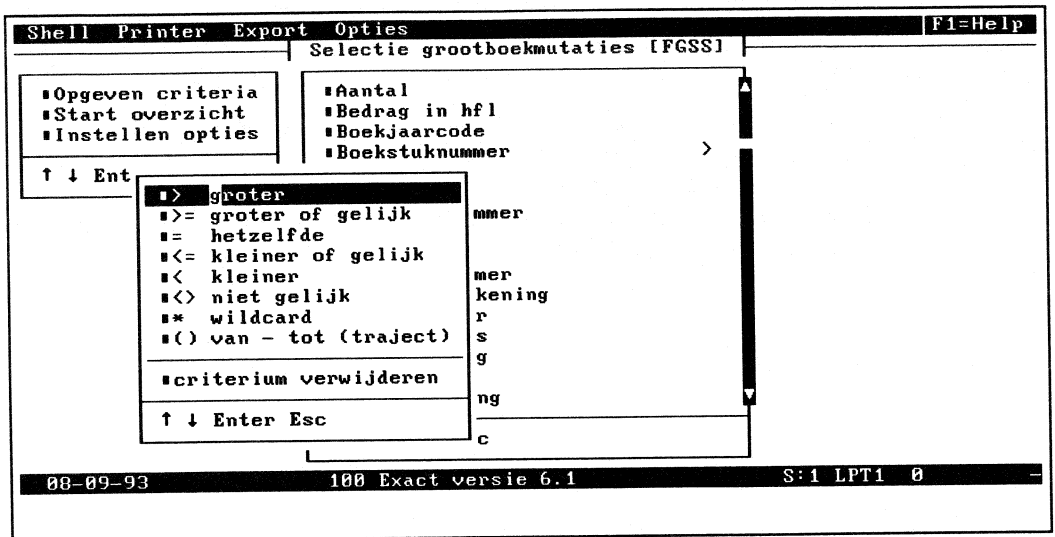 Shell Printer Export Opties F1=Help
Selectie grootboekmutaties [FGSS]
Opgeven criteria
Start overzicht
Instellen opties
↑ ↓ Ent
Aantal
Bedrag in hfl
Boekjaarcode
Boekstuknummer >
mmer
mer
kening
r
s
g
ng
c
> groter
>= groter of gelijk
= hetzelfde
<= kleiner of gelijk
< kleiner
<> niet gelijk
* wildcard
() van - tot (traject)
criterium verwijderen
↑ ↓ Enter Esc
08-09-93 100 Exact versie 6.1 S:1 LPT1 0 -